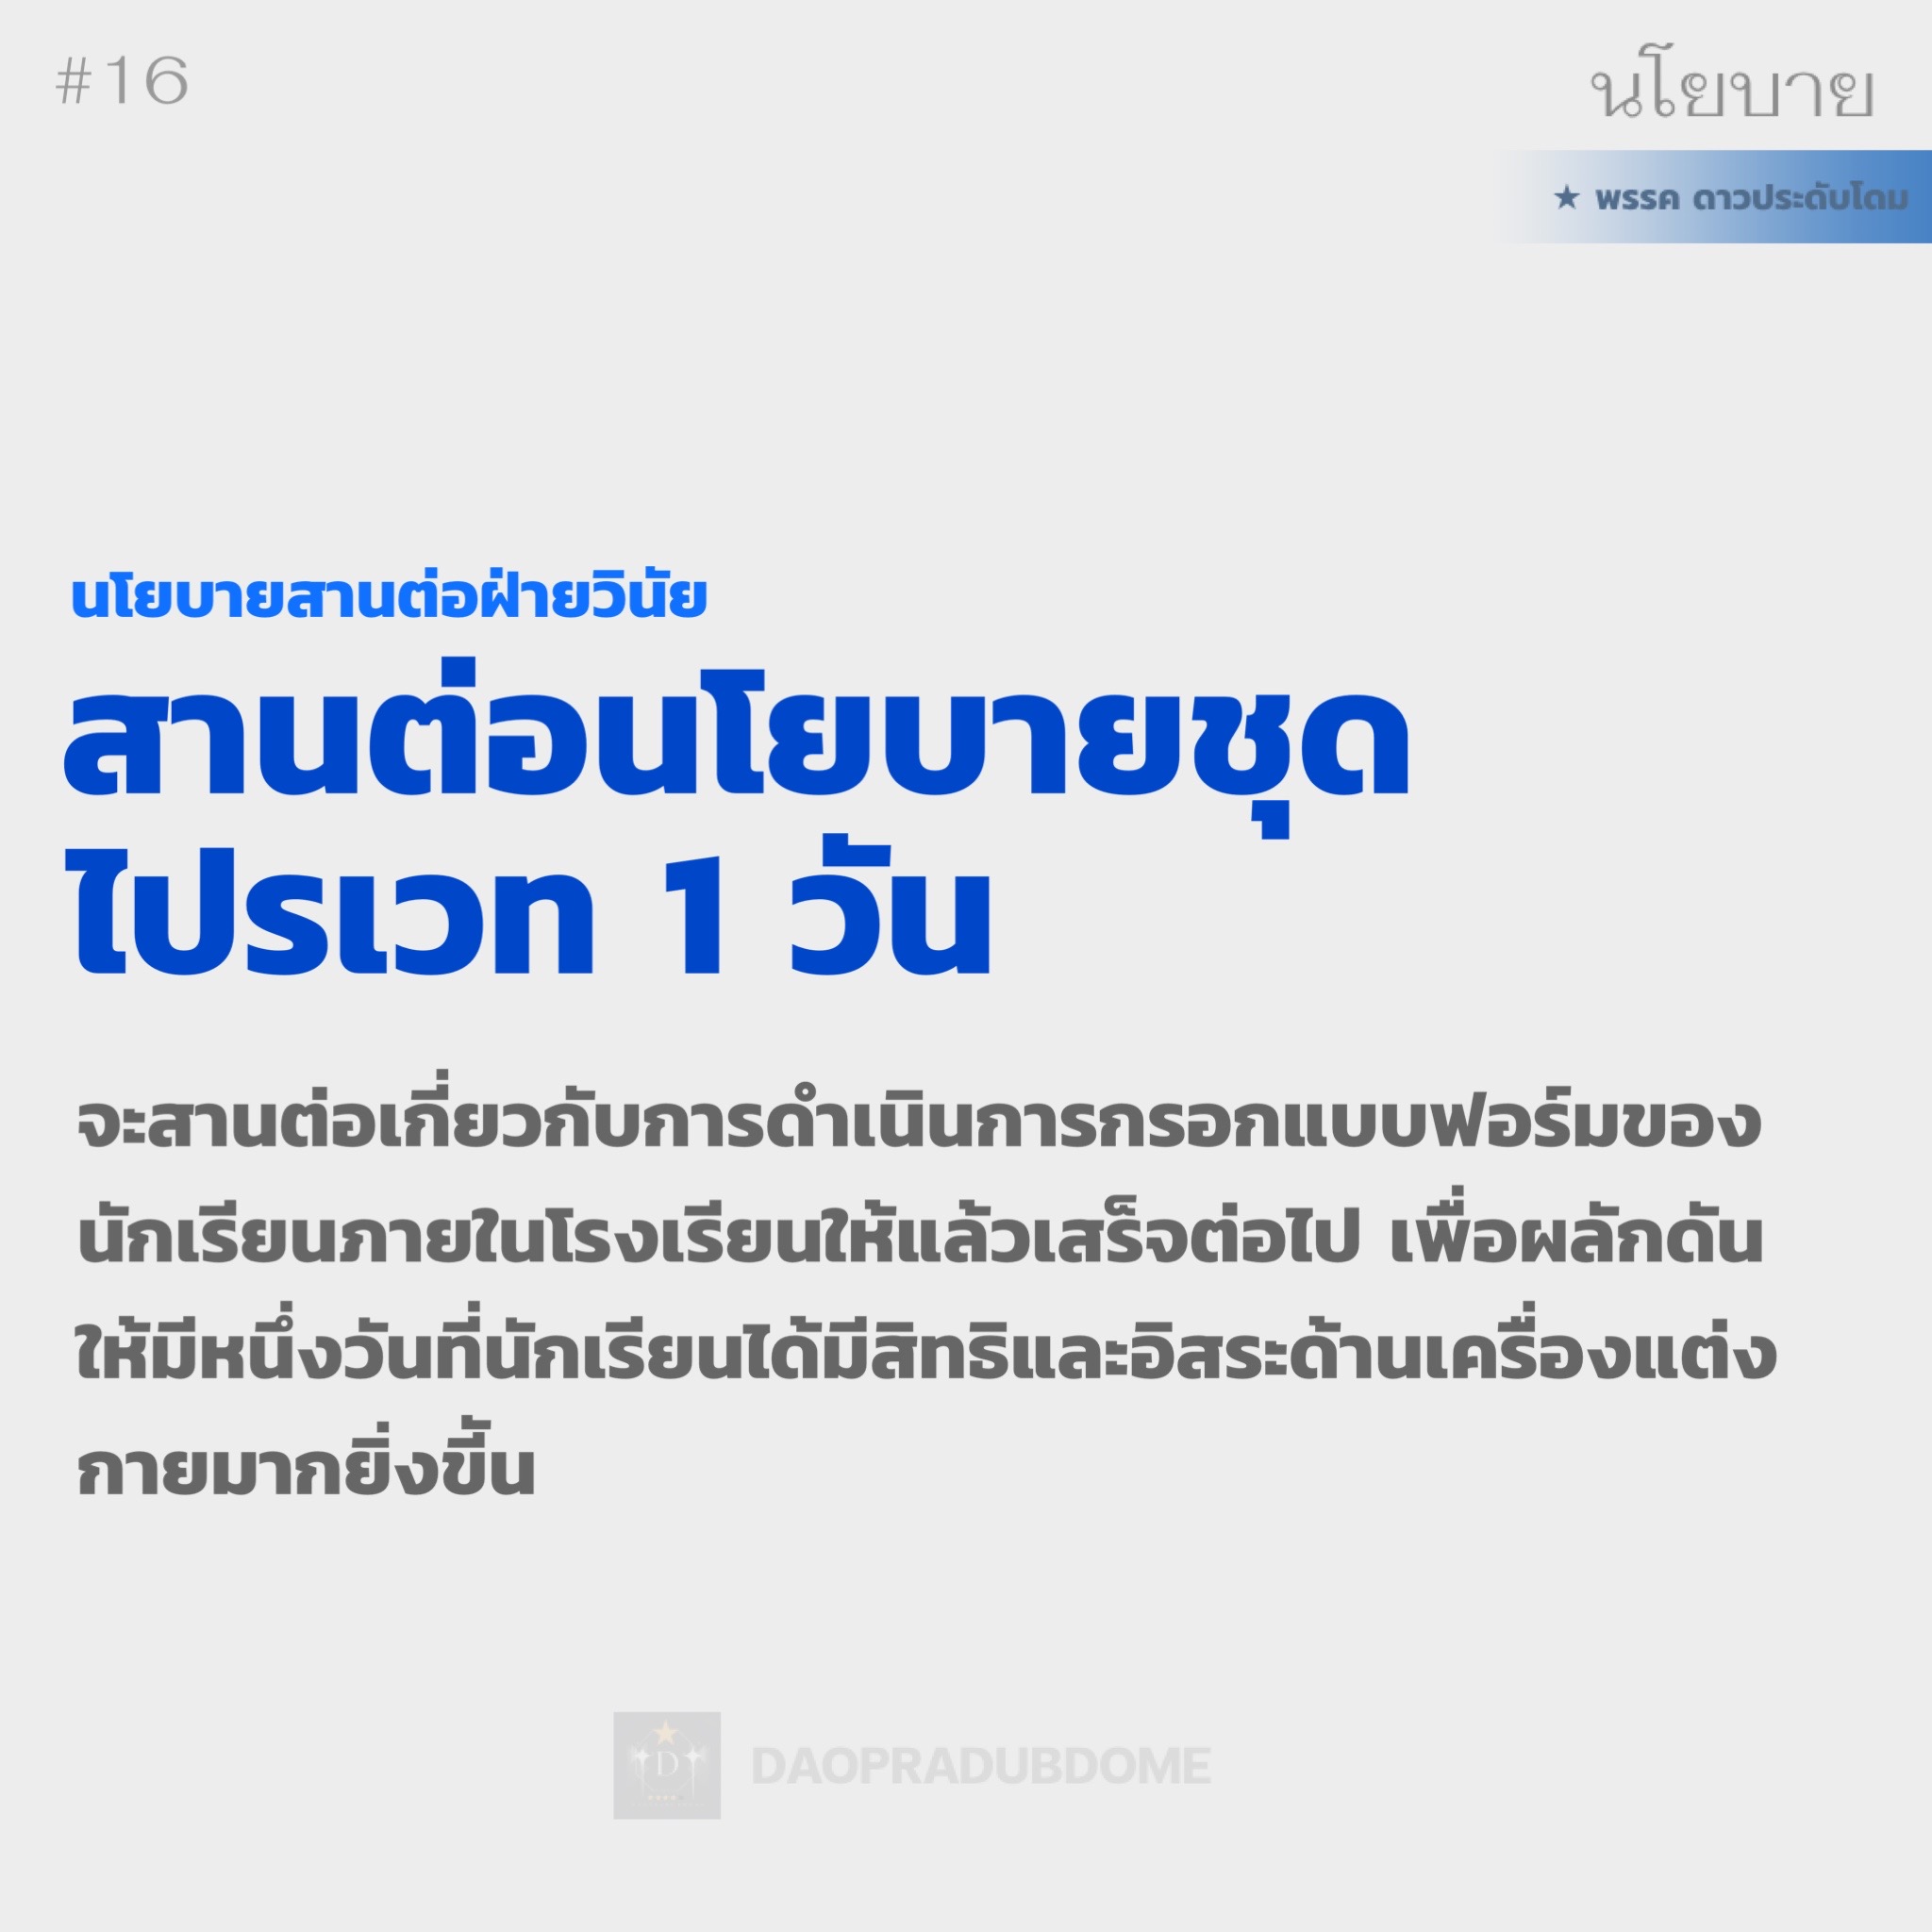 #16
นโยบาย
★ พรรค ดาวประดับโดม
นโยบายสานต่อฝ่ายวินัย
สานต่อนโยบายชุด
ไปรเวท 1 วัน
จะสานต่อเกี่ยวกับการดำเนินการกรอกแบบฟอร์มของ
นักเรียนภายในโรงเรียนให้แล้วเสร็จต่อไป เพื่อผลักดัน
ให้มีหนึ่งวันที่นักเรียนได้มีสิทธิและอิสระด้านเครื่องแต่ง
กายมากยิ่งขึ้น
D
DAOPRADUBDOME